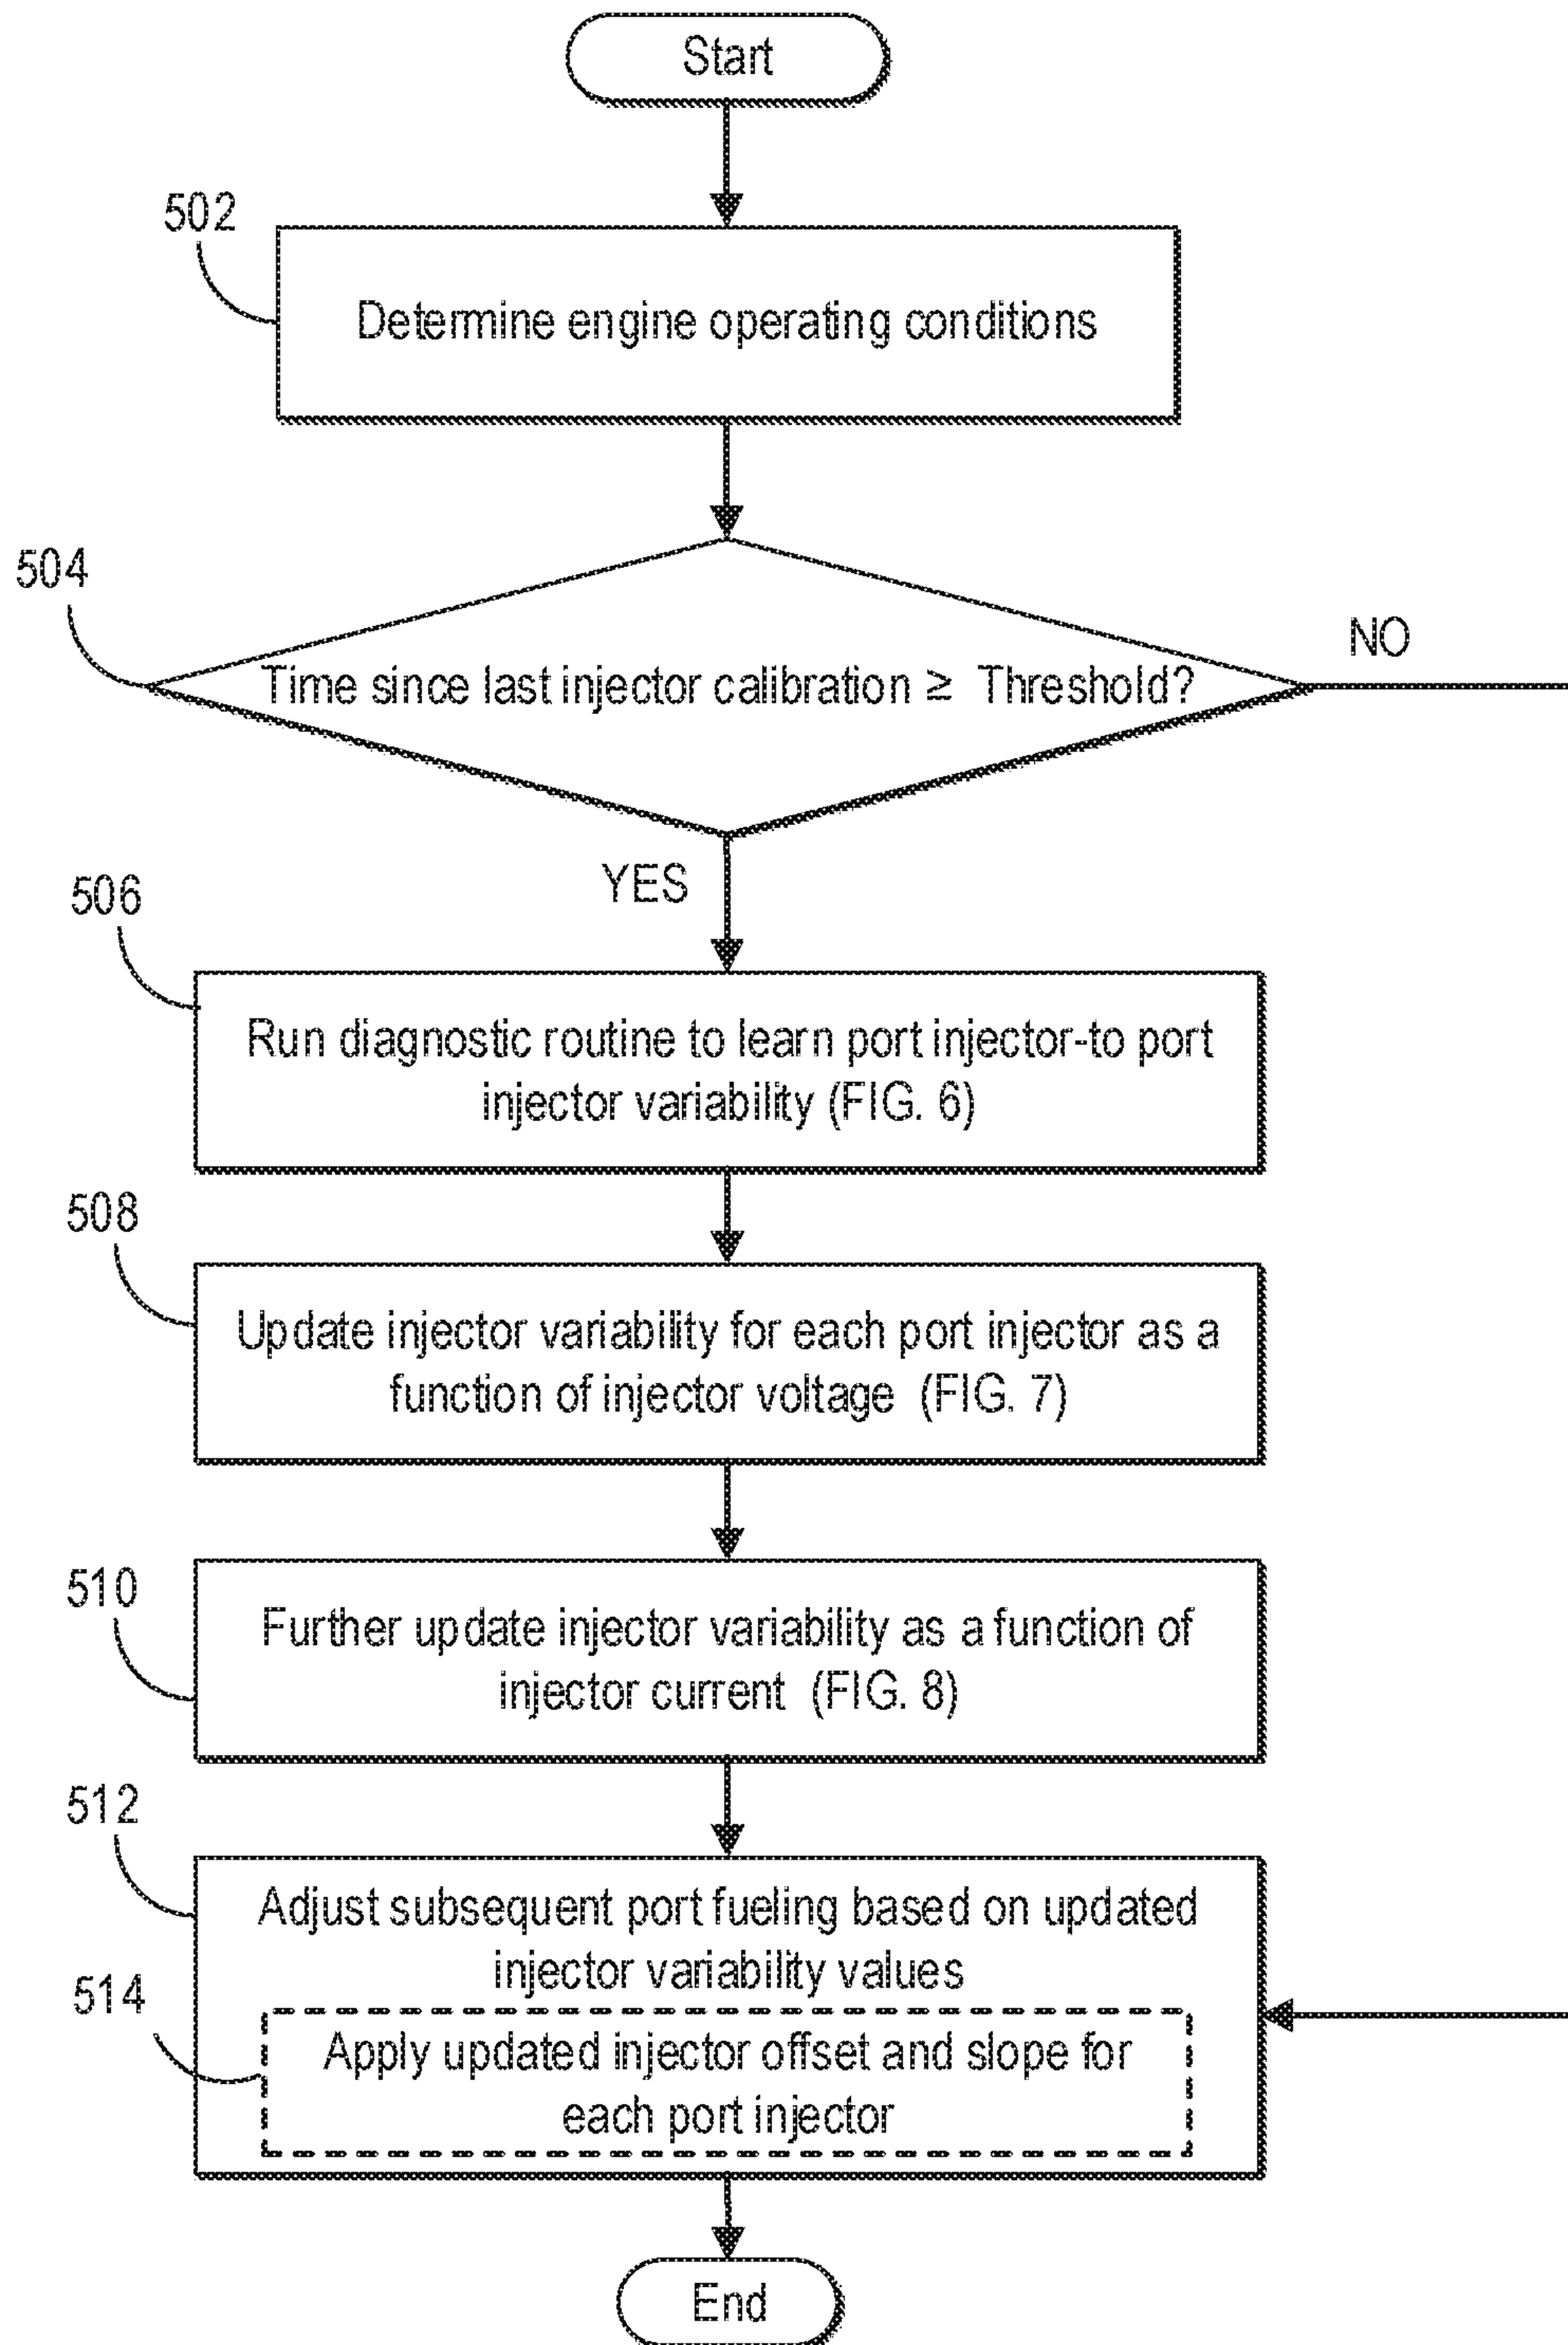 Start
502
Determine engine operating conditions
504
Time since last injector calibration ≥ Threshold?
NO
YES
506
Run diagnostic routine to learn port injector-to port
injector variability (FIG. 6)
508
Update injector variability for each port injector as a
function of injector voltage (FIG. 7)
510
Further update injector variability as a function of
injector current (FIG. 8)
512
Adjust subsequent port fueling based on updated
injector variability values
514
Apply updated injector offset and slope for
each port injector
End